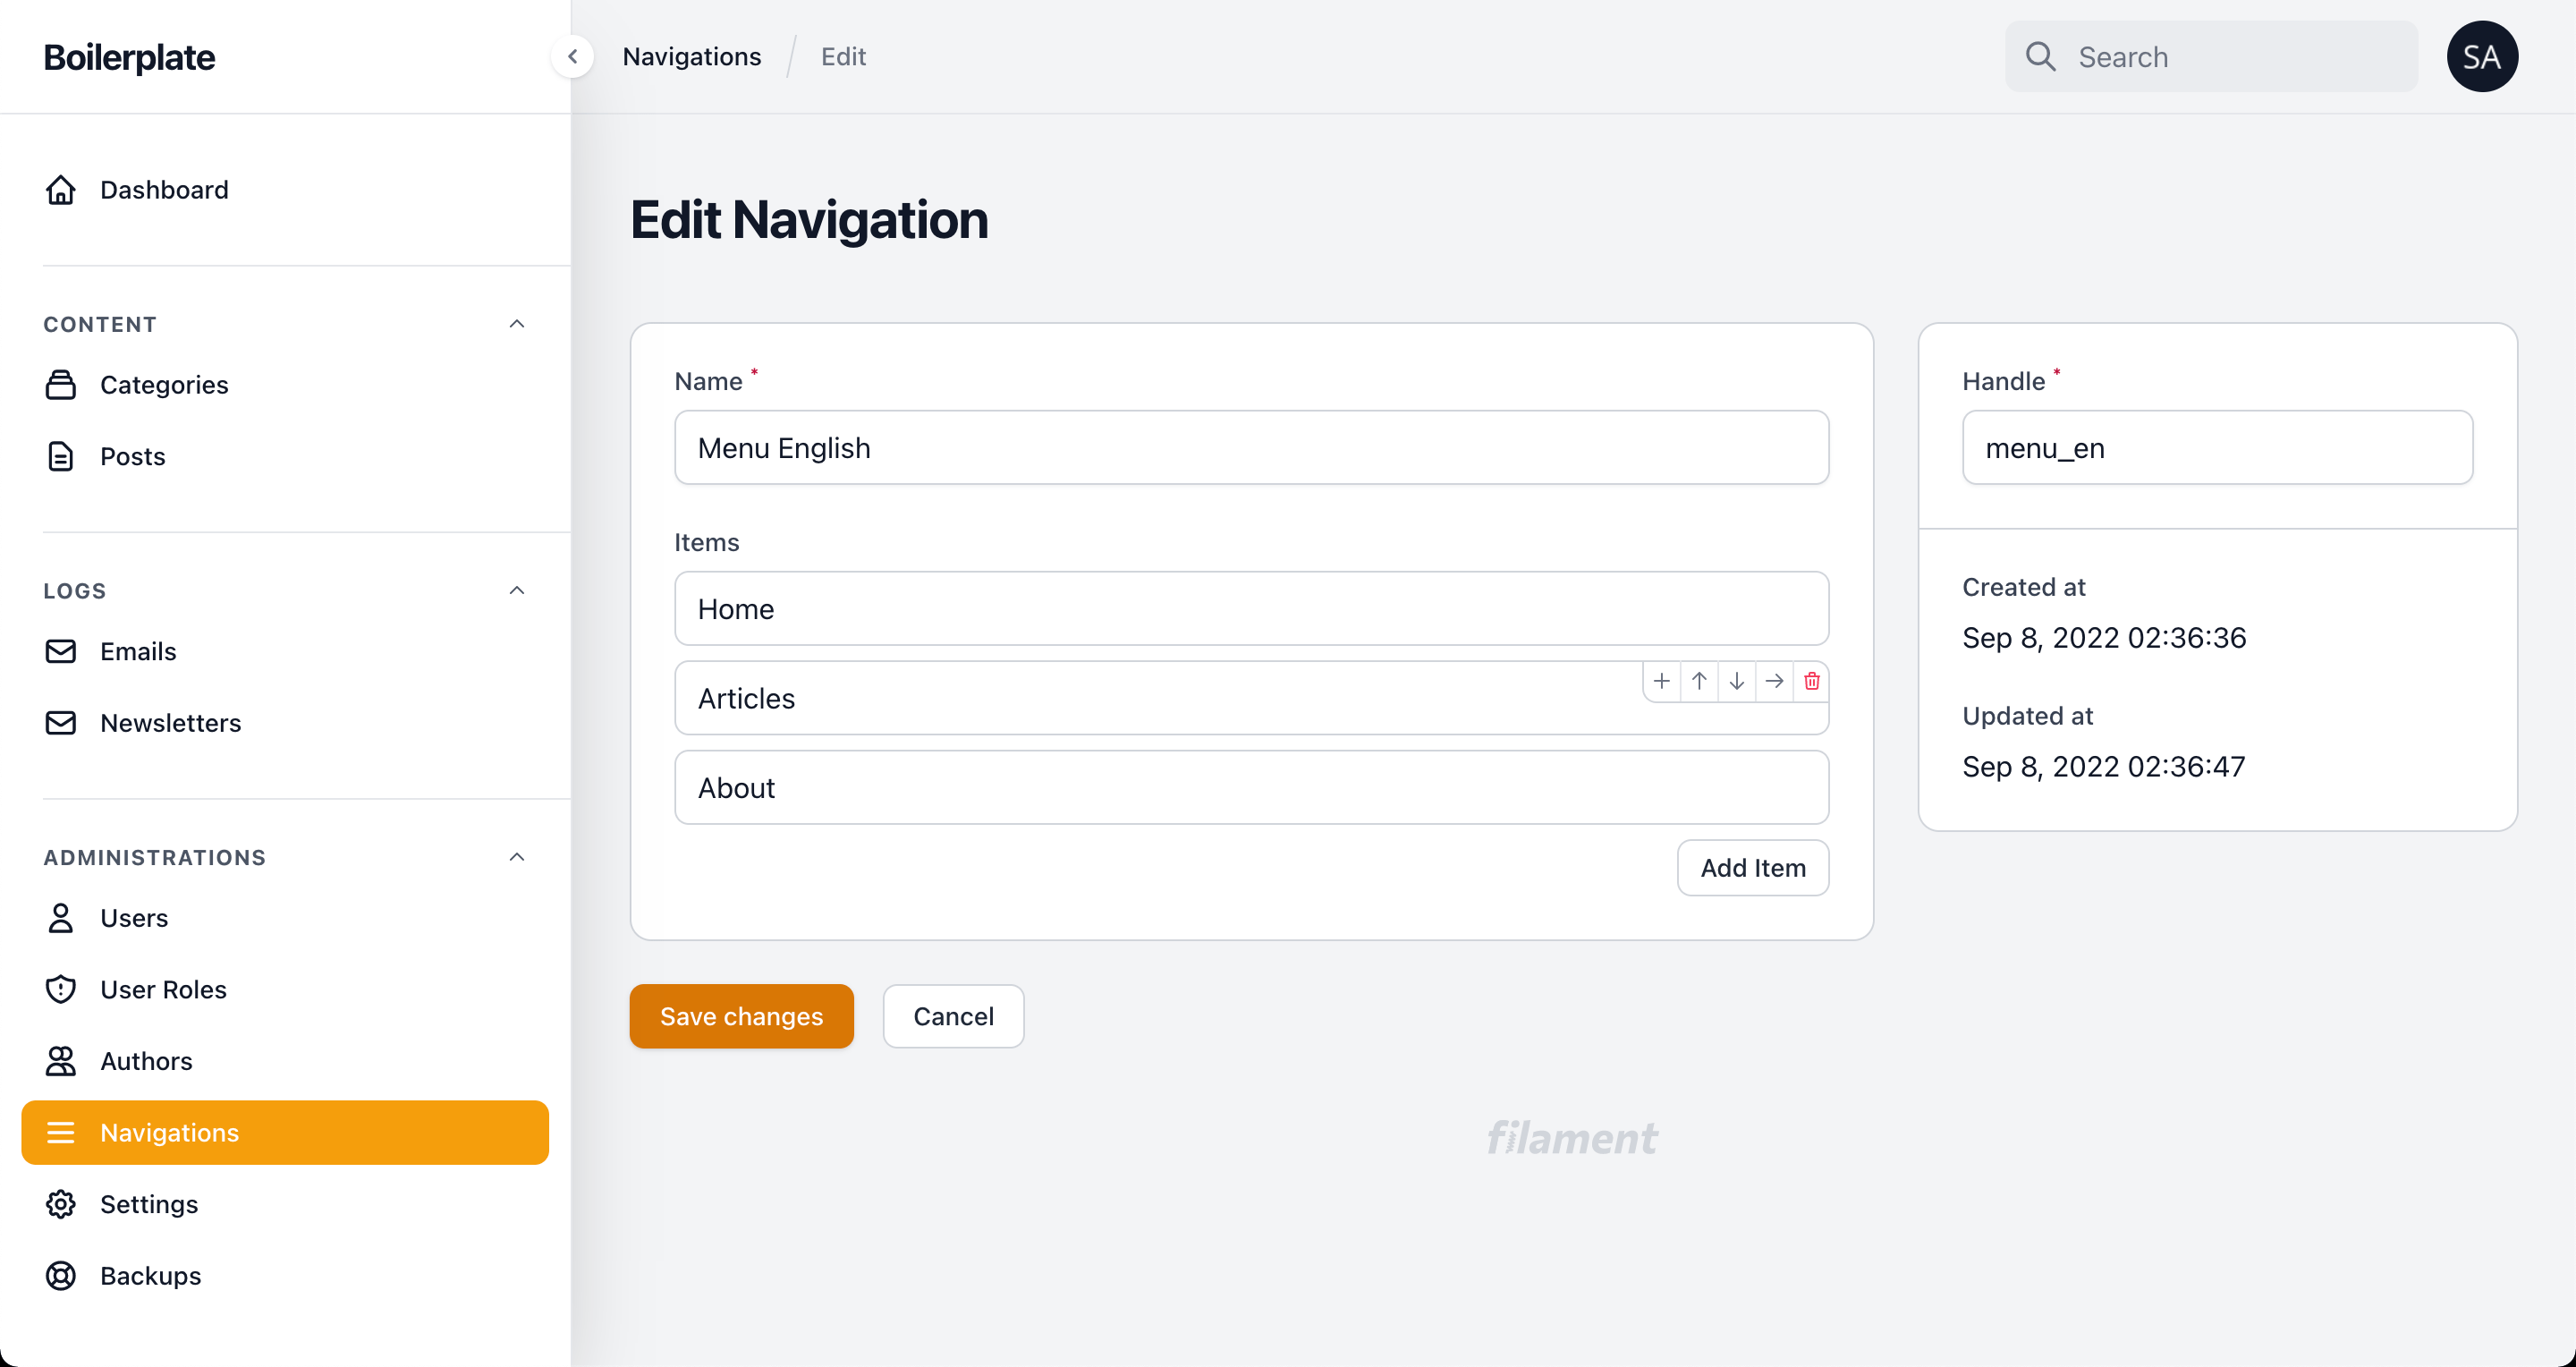 Boilerplate
Navigations / Edit
Search
SA
Dashboard
CONTENT
Categories
Posts
LOGS
Emails
Newsletters
ADMINISTRATIONS
Users
User Roles
Authors
Navigations
Settings
Backups
Edit Navigation
Name *
Menu English
Items
Home
Articles
About
Add Item
Handle *
menu_en
Created at
Sep 8, 2022 02:36:36
Updated at
Sep 8, 2022 02:36:47
Save changes
Cancel
filament